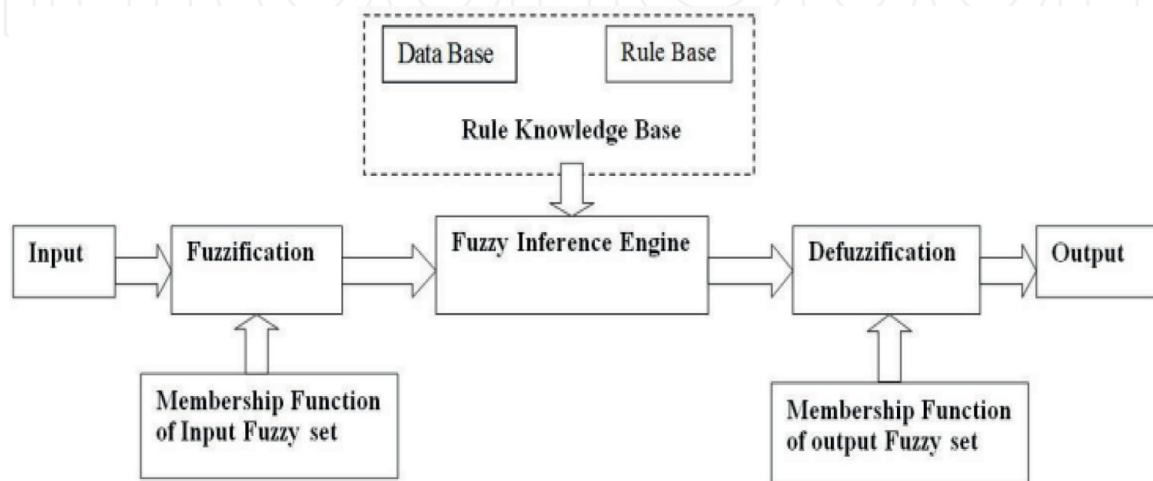 Data Base
Rule Base
Rule Knowledge Base
Input
Fuzzification
Fuzzy Inference Engine
Defuzzification
Output
Membership Function
of Input Fuzzy set
Membership Function
of output Fuzzy set